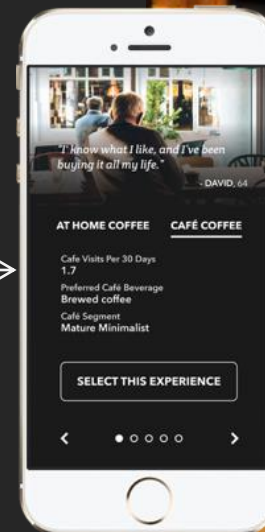 "I know what I like, and I've been
buying it all my life."
- DAVID, 64
AT HOME COFFEE CAFÉ COFFEE
Cafe Visits Per 30 Days
1.7
Preferred Café Beverage
Brewed coffee
Café Segment
Mature Minimalist
SELECT THIS EXPERIENCE